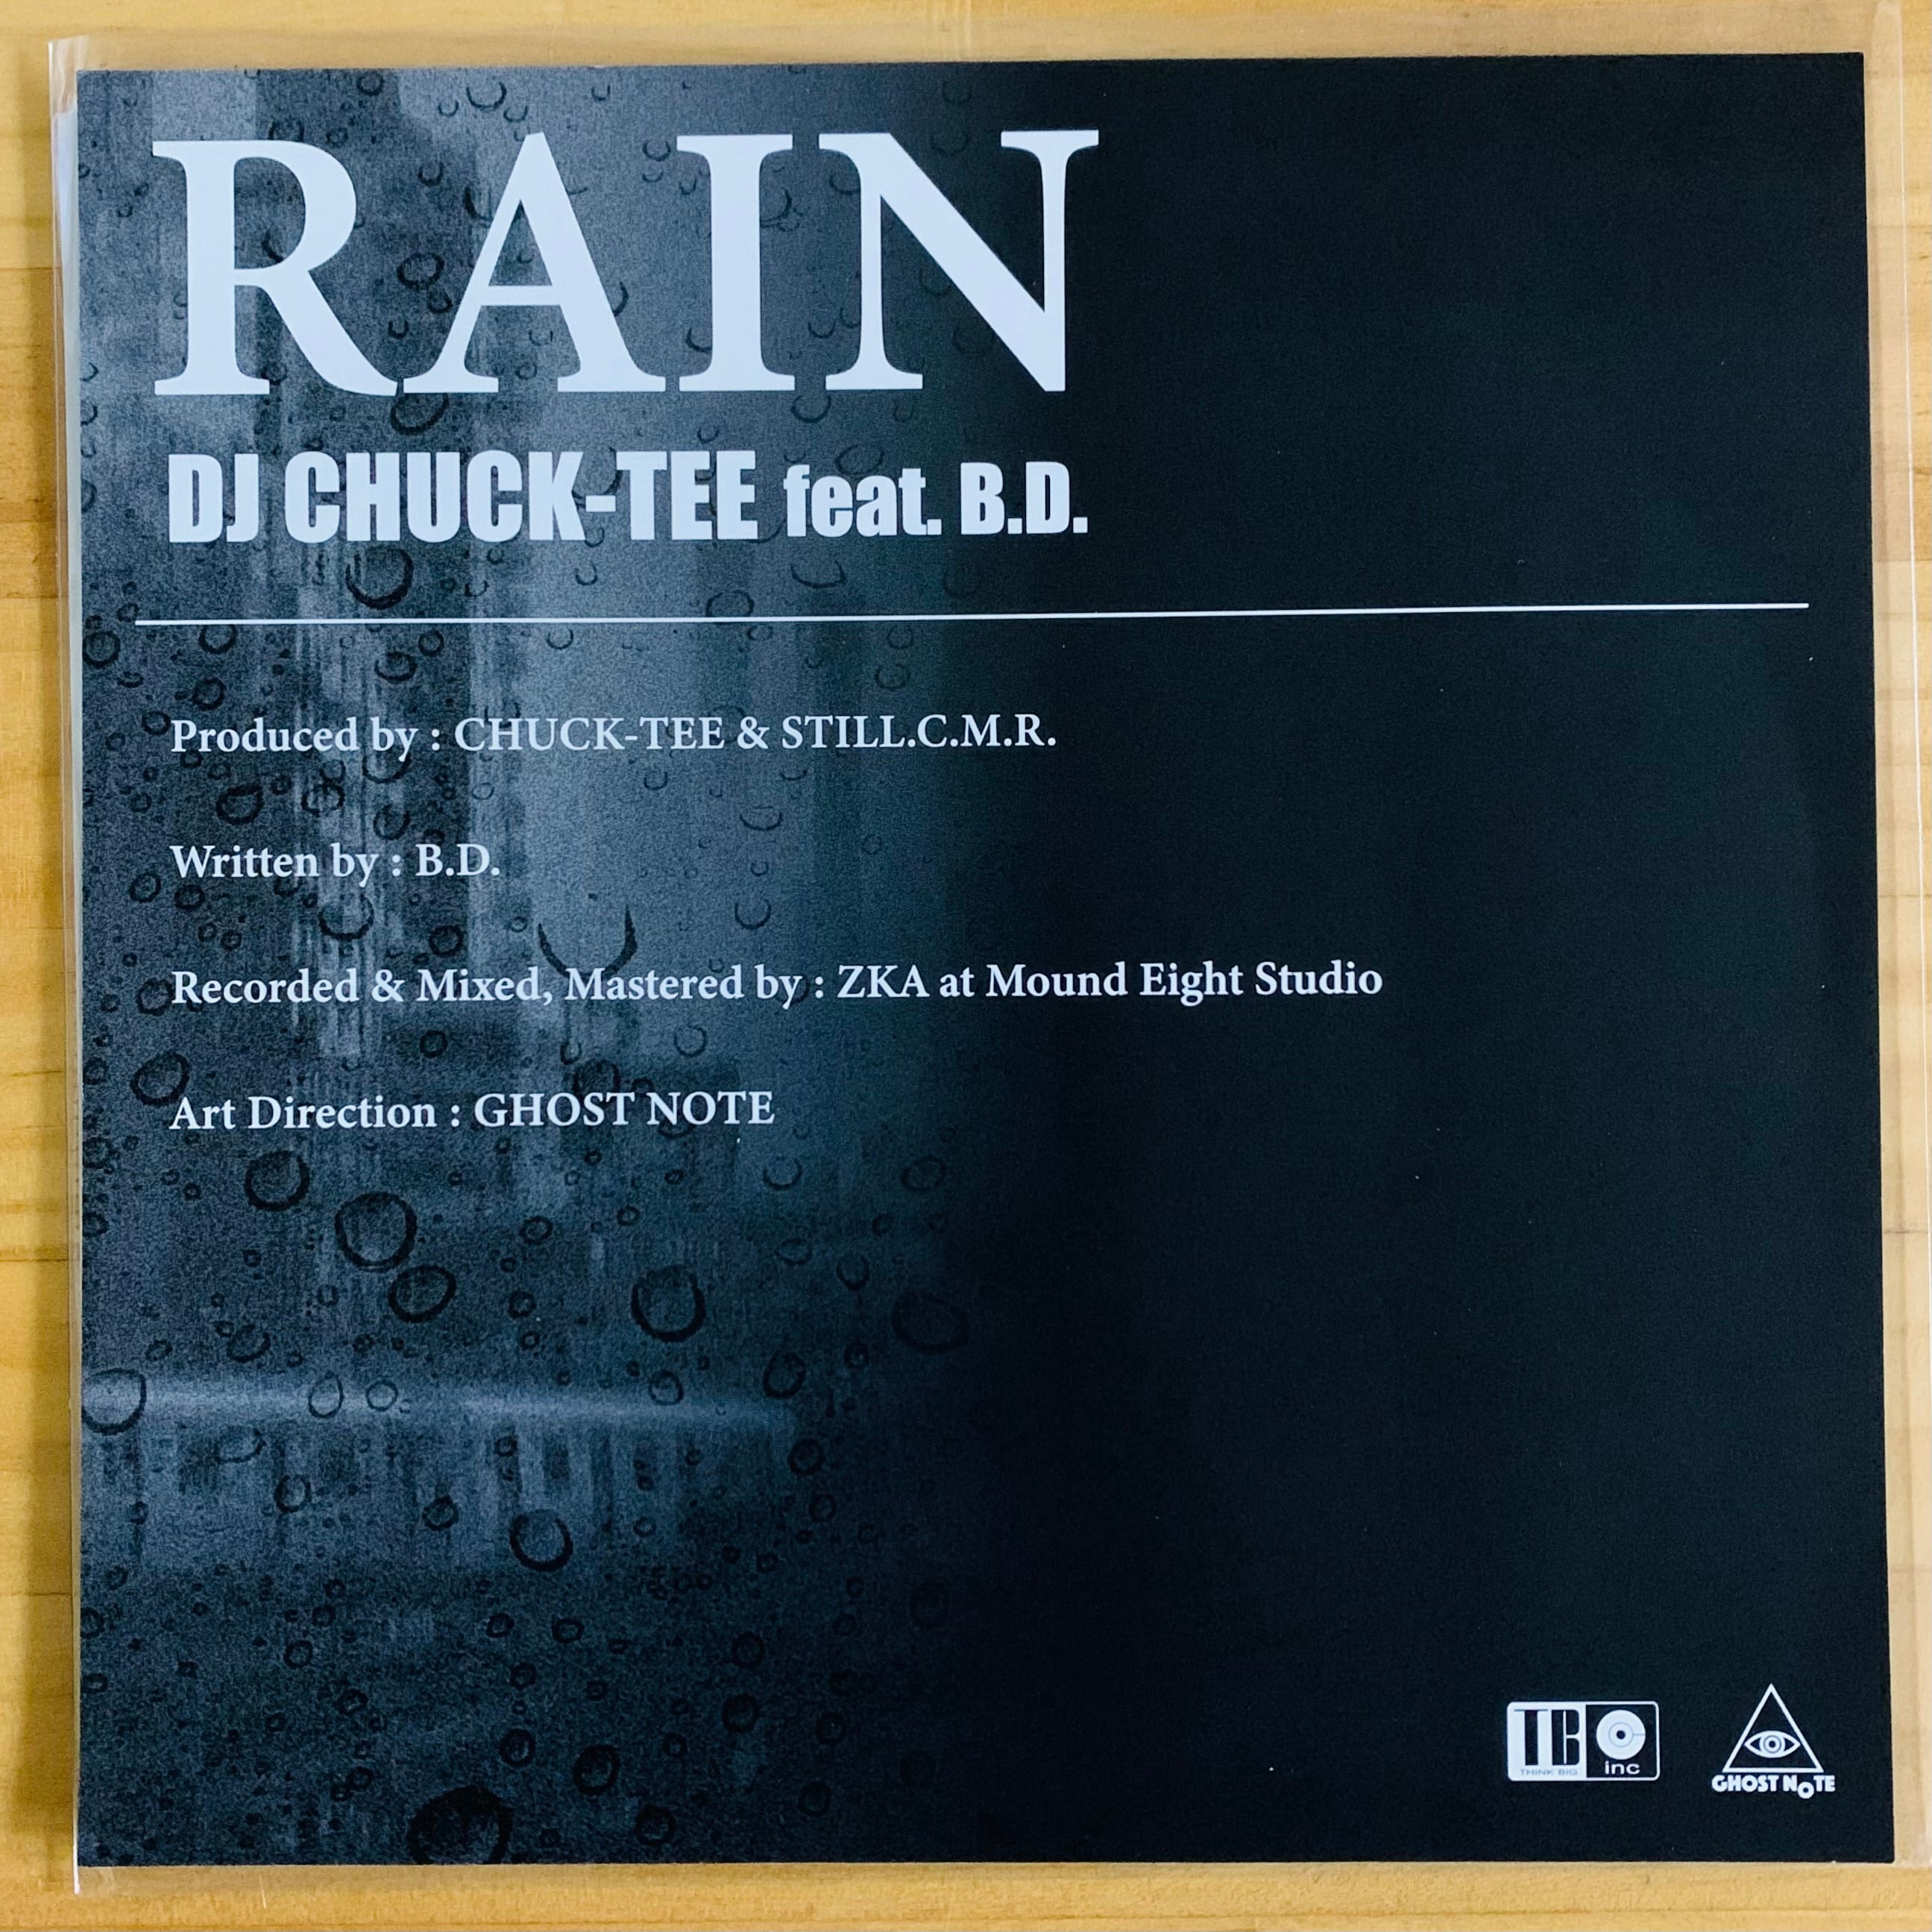 RAIN
DJ CHUCK-TEE feat. B.D.
Produced by : CHUCK-TEE & STILL.C.M.R.
Written by : B.D.
Recorded & Mixed, Mastered by : ZKA at Mound Eight Studio
Art Direction : GHOST NOTE
TB
THINK BIG
inc
GHOST NOTE